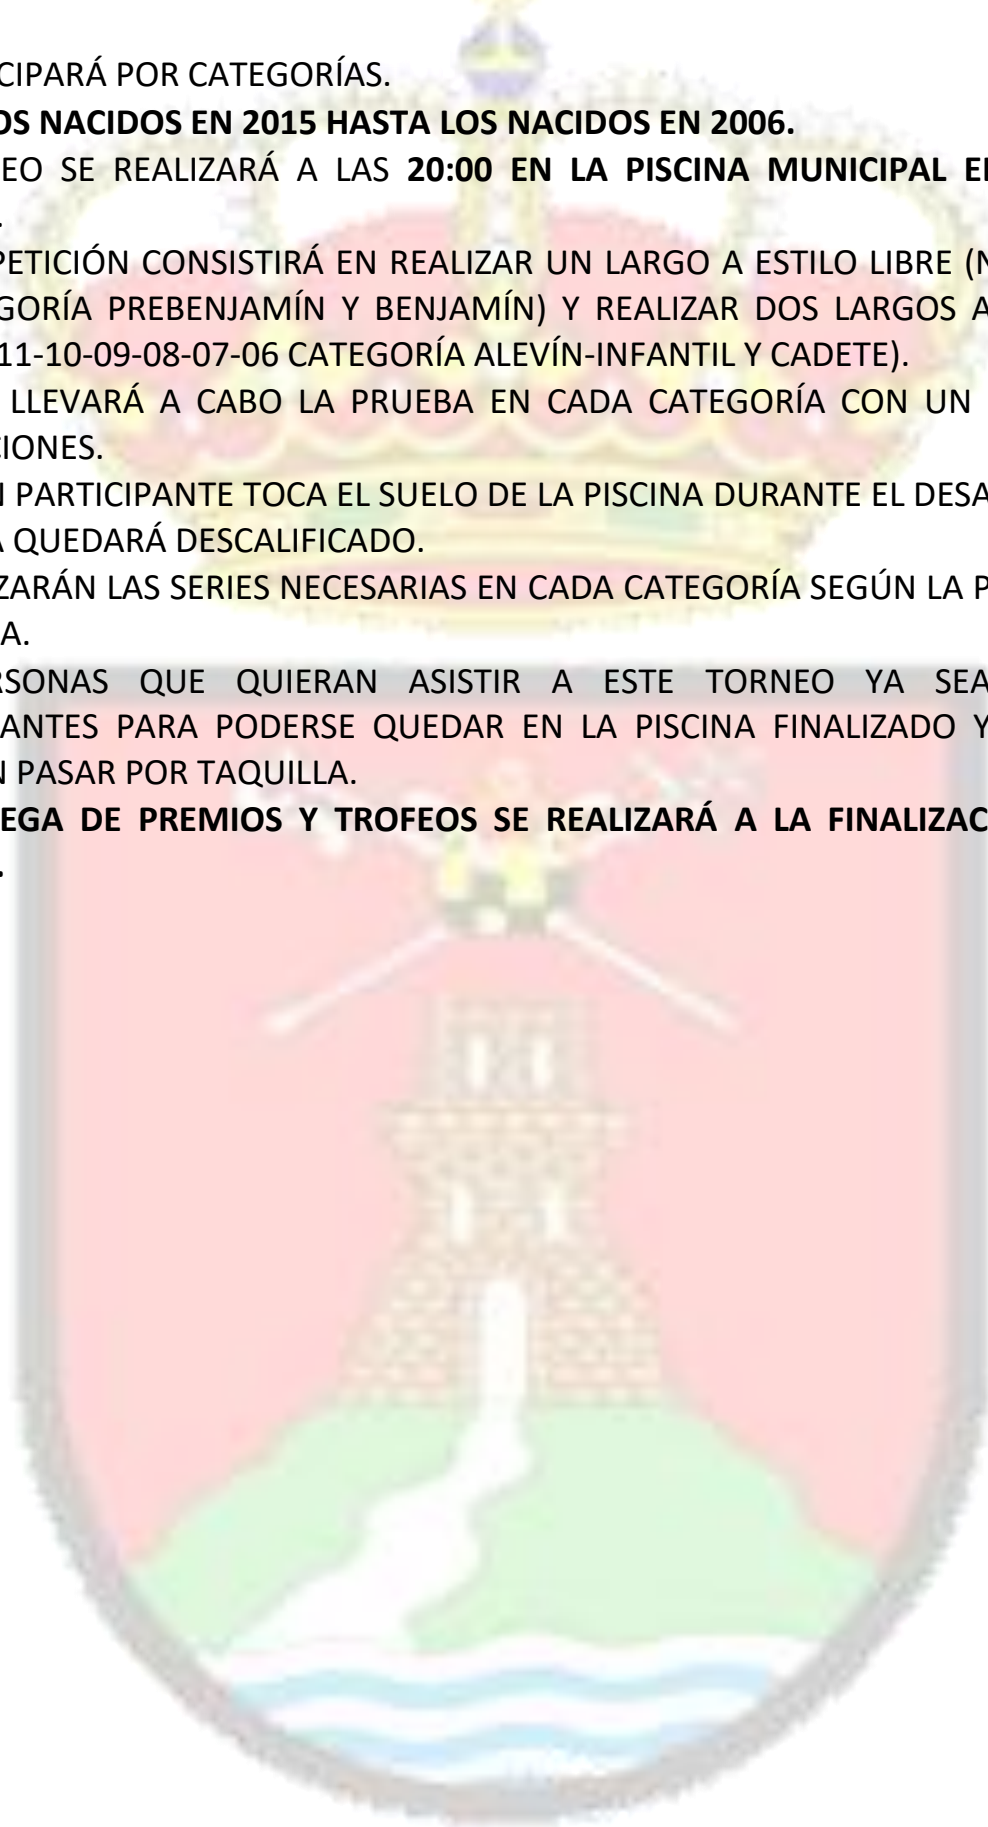 CIPARÁ POR CATEGORÍAS.
OS NACIDOS EN 2015 HASTA LOS NACIDOS EN 2006.
EO SE REALIZARÁ A LAS 20:00 EN LA PISCINA MUNICIPAL EL
.
PETICIÓN CONSISTIRÁ EN REALIZAR UN LARGO A ESTILO LIBRE (N
GORÍA PREBENJAMÍN Y BENJAMÍN) Y REALIZAR DOS LARGOS A
11-10-09-08-07-06 CATEGORÍA ALEVÍN-INFANTIL Y CADETE).
LLEVARÁ A CABO LA PRUEBA EN CADA CATEGORÍA CON UN
CIONES.
N PARTICIPANTE TOCA EL SUELO DE LA PISCINA DURANTE EL DESA
A QUEDARÁ DESCALIFICADO.
ZARÁN LAS SERIES NECESARIAS EN CADA CATEGORÍA SEGÚN LA P
A.
RSONAS QUE QUIERAN ASISTIR A ESTE TORNEO YA SEA
ANTES PARA PODERSE QUEDAR EN LA PISCINA FINALIZADO Y
N PASAR POR TAQUILLA.
EGA DE PREMIOS Y TROFEOS SE REALIZARÁ A LA FINALIZAC
.